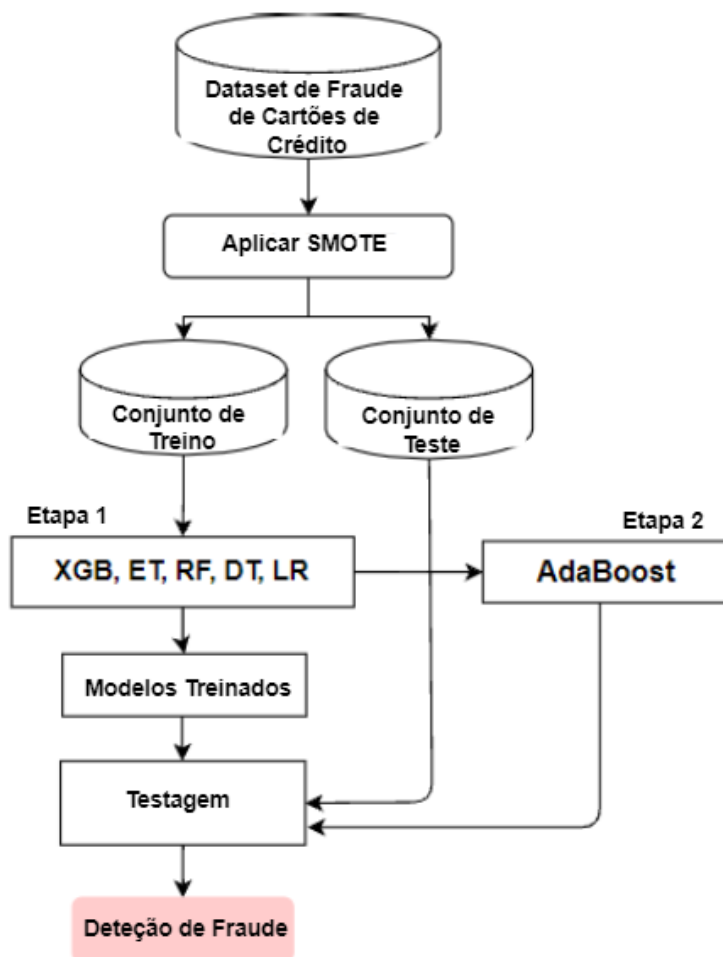 Dataset de Fraude
de Cartões de
Crédito
Aplicar SMOTE
Conjunto de
Treino
Conjunto de
Teste
Etapa 1
Etapa 2
XGB, ET, RF, DT, LR
AdaBoost
Modelos Treinados
Testagem
Deteção de Fraude